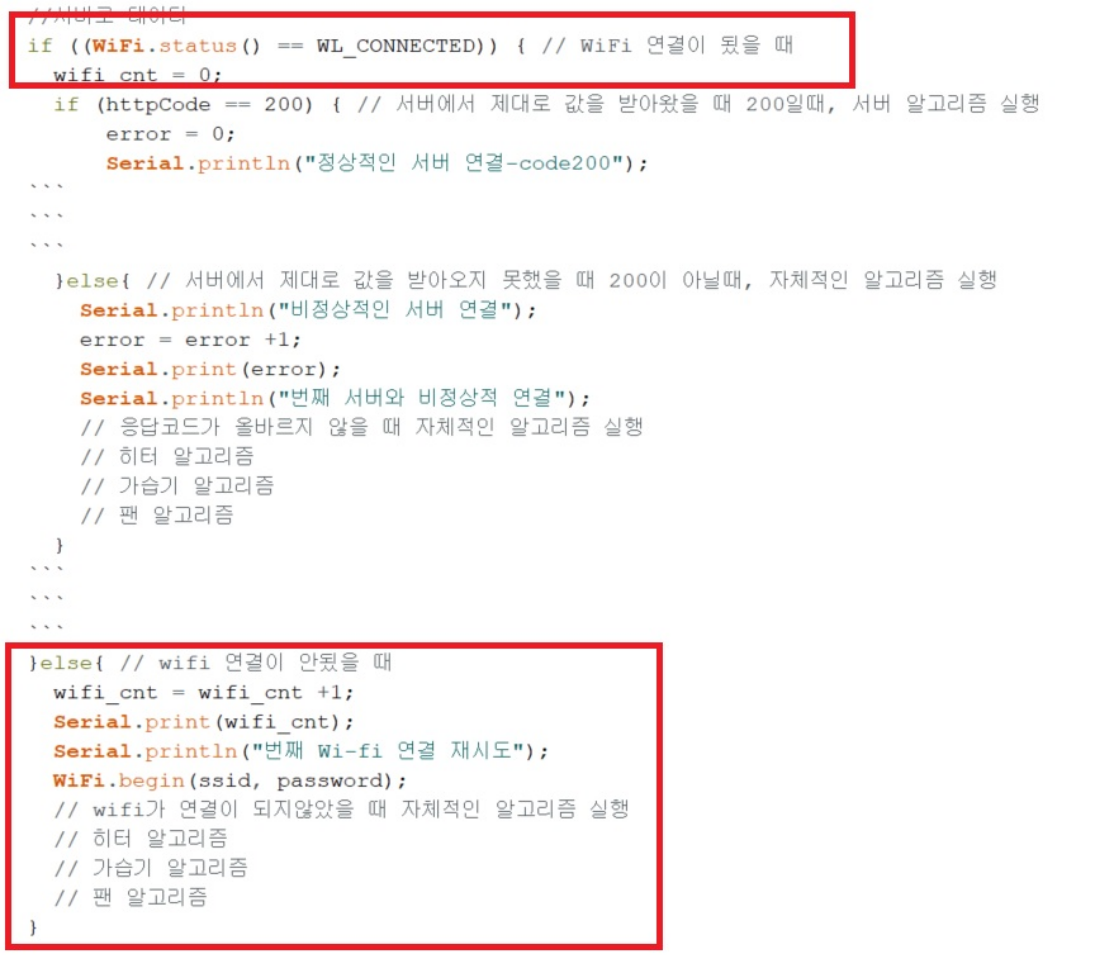 //서버로 데이터
if ((WiFi.status() == WL_CONNECTED)) { // WiFi 연결이 됬을 때
wifi_cnt = 0;
if (httpCode == 200) { // 서버에서 제대로 값을 받아왔을 때 200일때, 서버 알고리즘 실행
error = 0;
Serial.println("정상적인 서버 연결-code200");
```
```
```
}else{ // 서버에서 제대로 값을 받아오지 못했을 때 200이 아닐때, 자체적인 알고리즘 실행
Serial.println("비정상적인 서버 연결");
error = error +1;
Serial.print(error);
Serial.println("번째 서버와 비정상적 연결");
// 응답코드가 올바르지 않을 때 자체적인 알고리즘 실행
// 히터 알고리즘
// 가습기 알고리즘
// 팬 알고리즘
}
```
```
```
}else{ // wifi 연결이 안됬을 때
wifi_cnt = wifi_cnt +1;
Serial.print(wifi_cnt);
Serial.println("번째 Wi-fi 연결 재시도");
WiFi.begin(ssid, password);
// wifi가 연결이 되지않았을 때 자체적인 알고리즘 실행
// 히터 알고리즘
// 가습기 알고리즘
// 팬 알고리즘
}